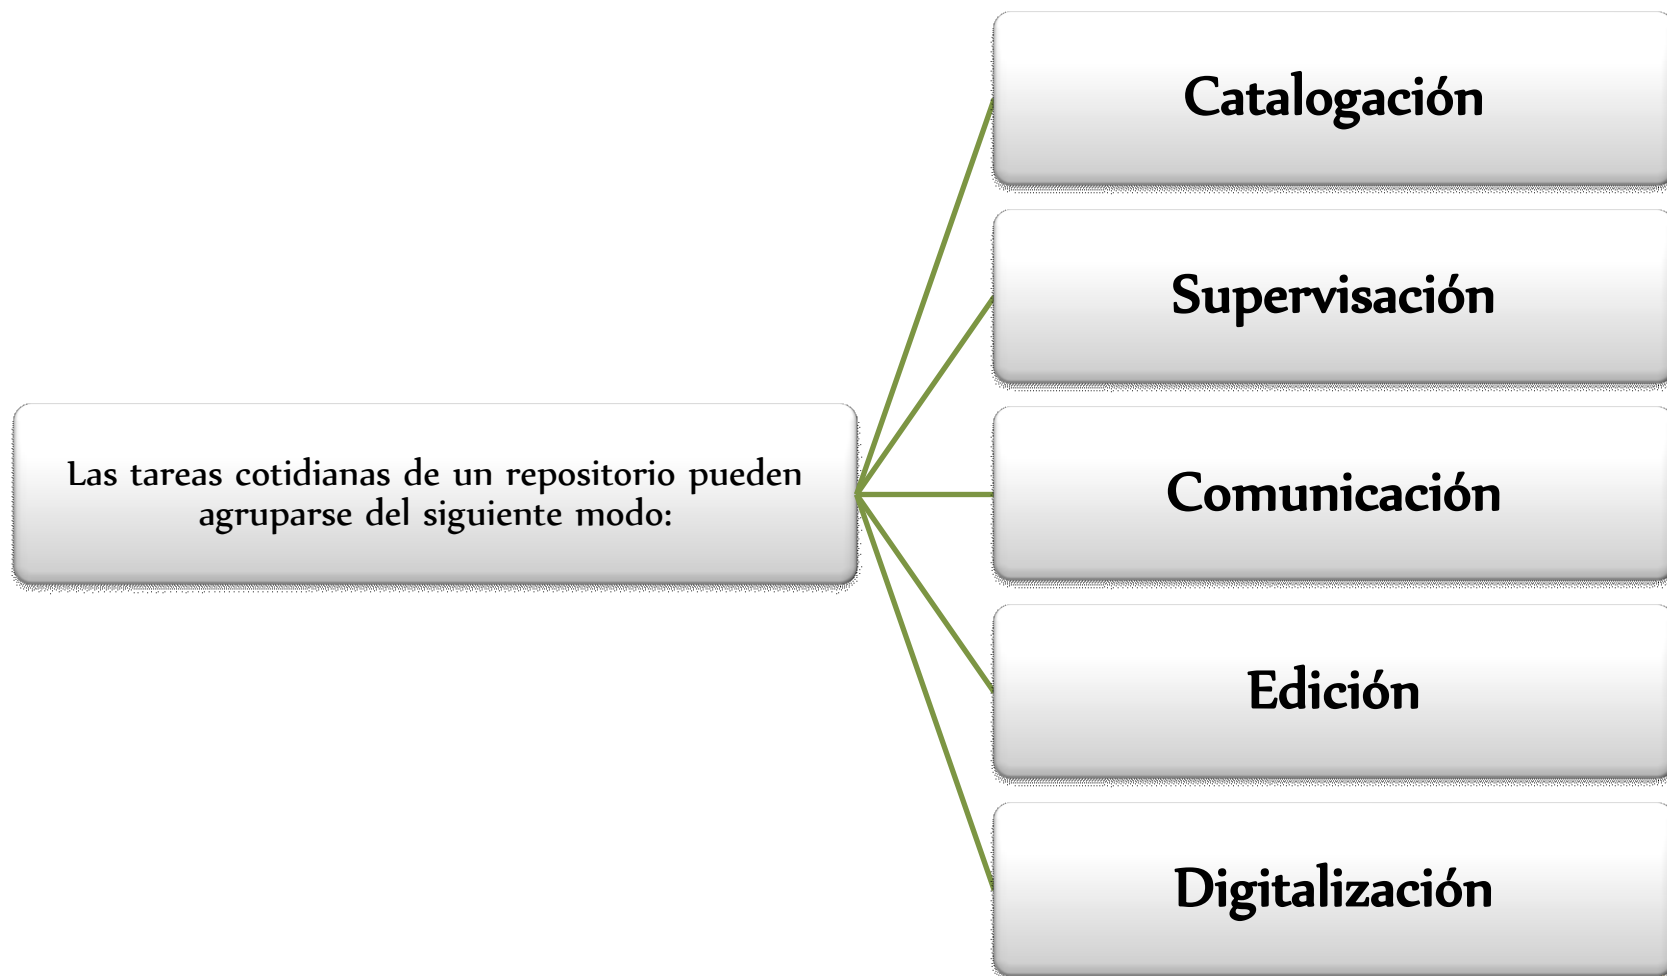 Las tareas cotidianas de un repositorio pueden
agruparse del siguiente modo:
Catalogación
Supervisación
Comunicación
Edición
Digitalización